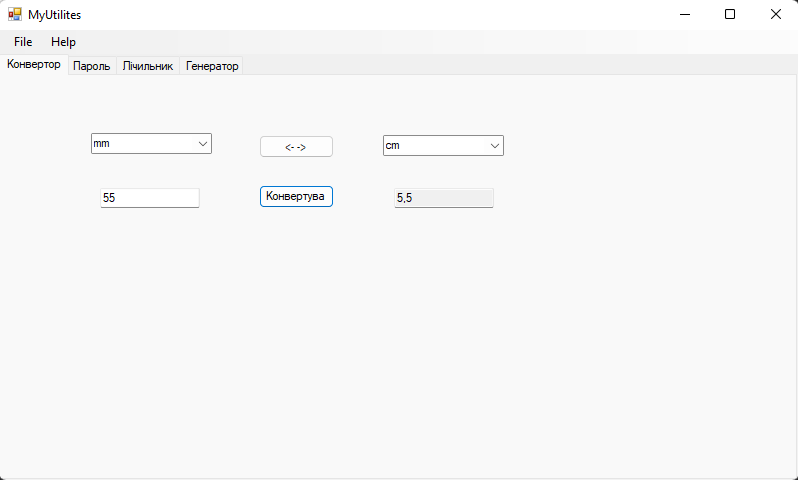 MyUtilites
File Help
Конвертор Пароль Лічильник Генератор
mm <- -> cm
55 Конвертува 5,5